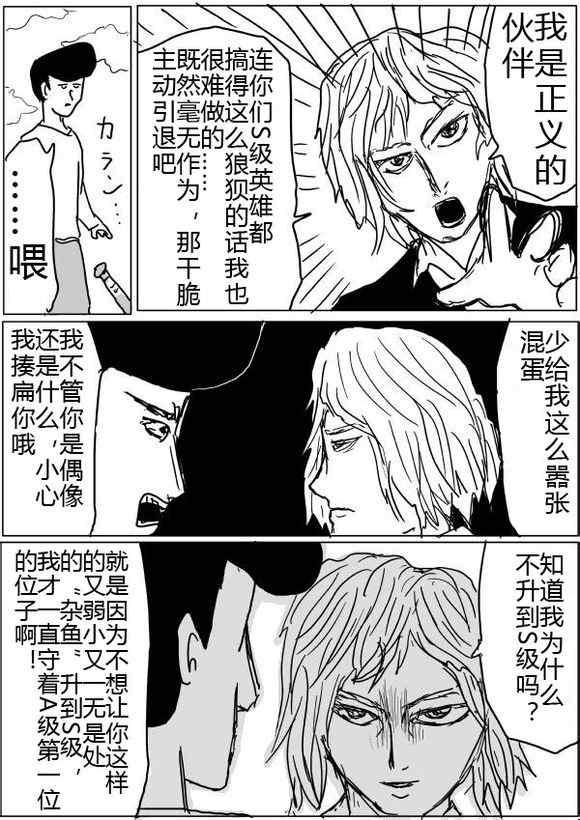 我是正义的
伙伴
连你们S级英雄都
搞得这么狼狈的话我也
很难做的……
既然毫无作为，那干脆
主动引退吧
カラン…
……喂
少给我这么嚣张
混蛋
我不管你是偶像
还是什么，小心
我揍扁你哦
知道我为什么
不升到S级吗？
就是因为不想让你这样
的又弱小又一无是处
的“杂鱼”升到S级，
我才一直守着A级第一位
的位子啊！